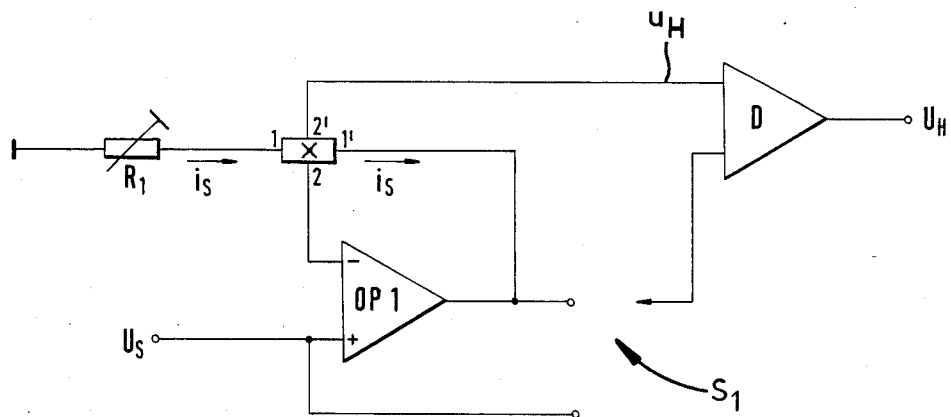 u_H
D
U_H
1
2'
1'
2
R_1
i_S
i_S
−
OP 1
+
U_S
S_1